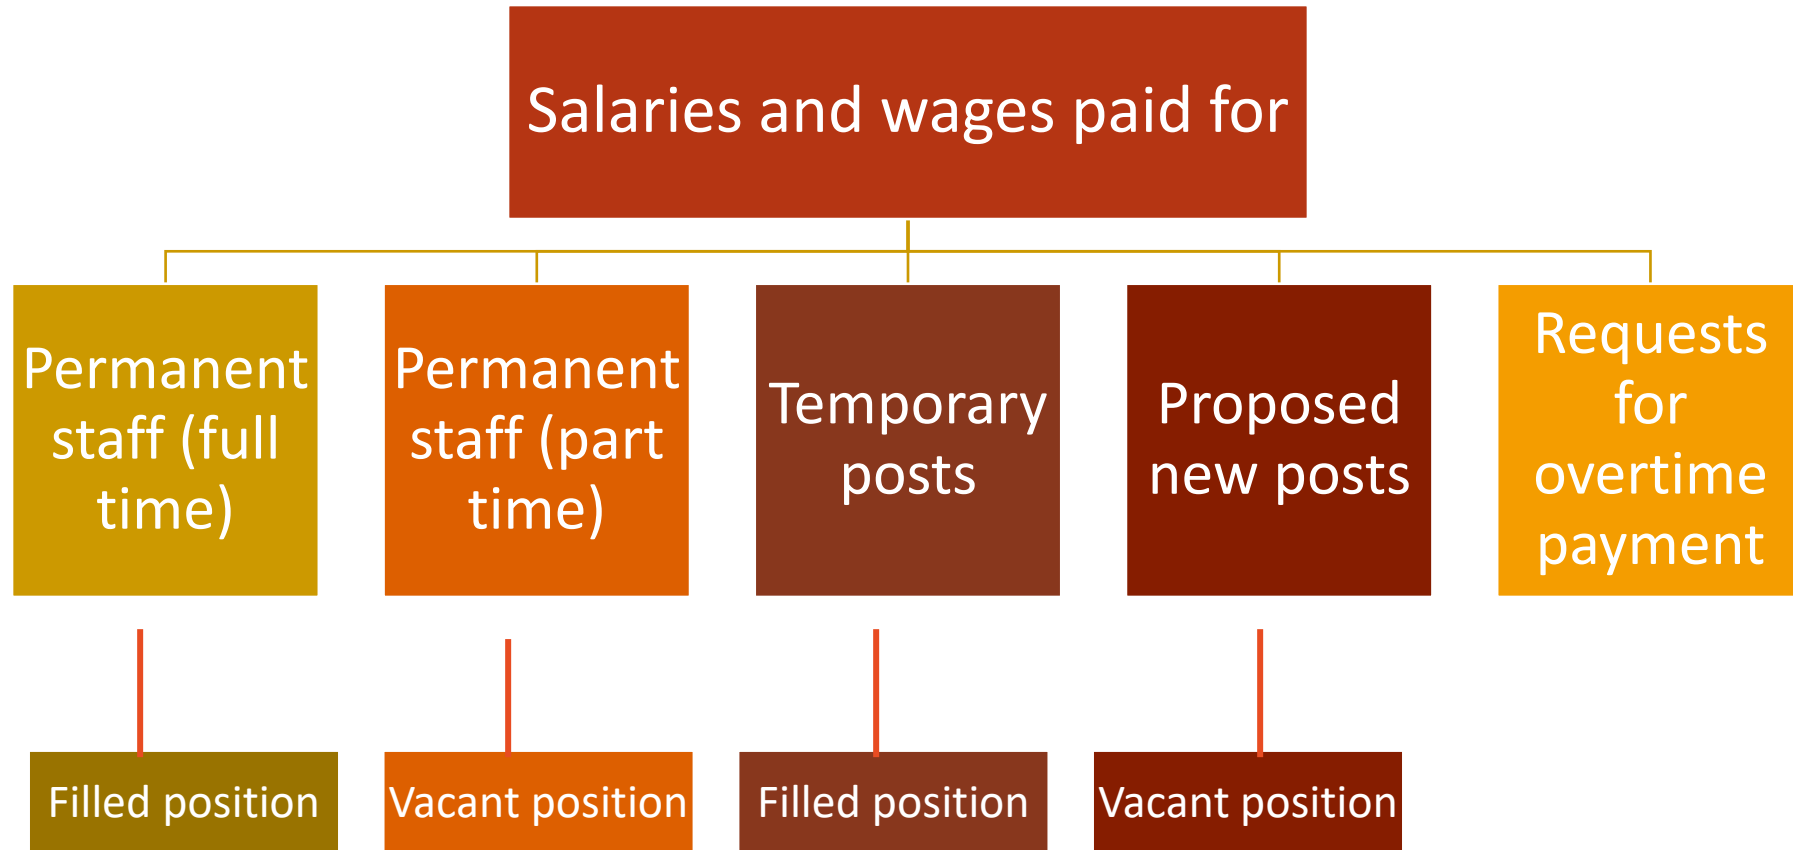 Salaries and wages paid for
Permanent
staff (full
time)
Permanent
staff (part
time)
Temporary
posts
Proposed
new posts
Requests
for
overtime
payment
Filled position
Vacant position
Filled position
Vacant position